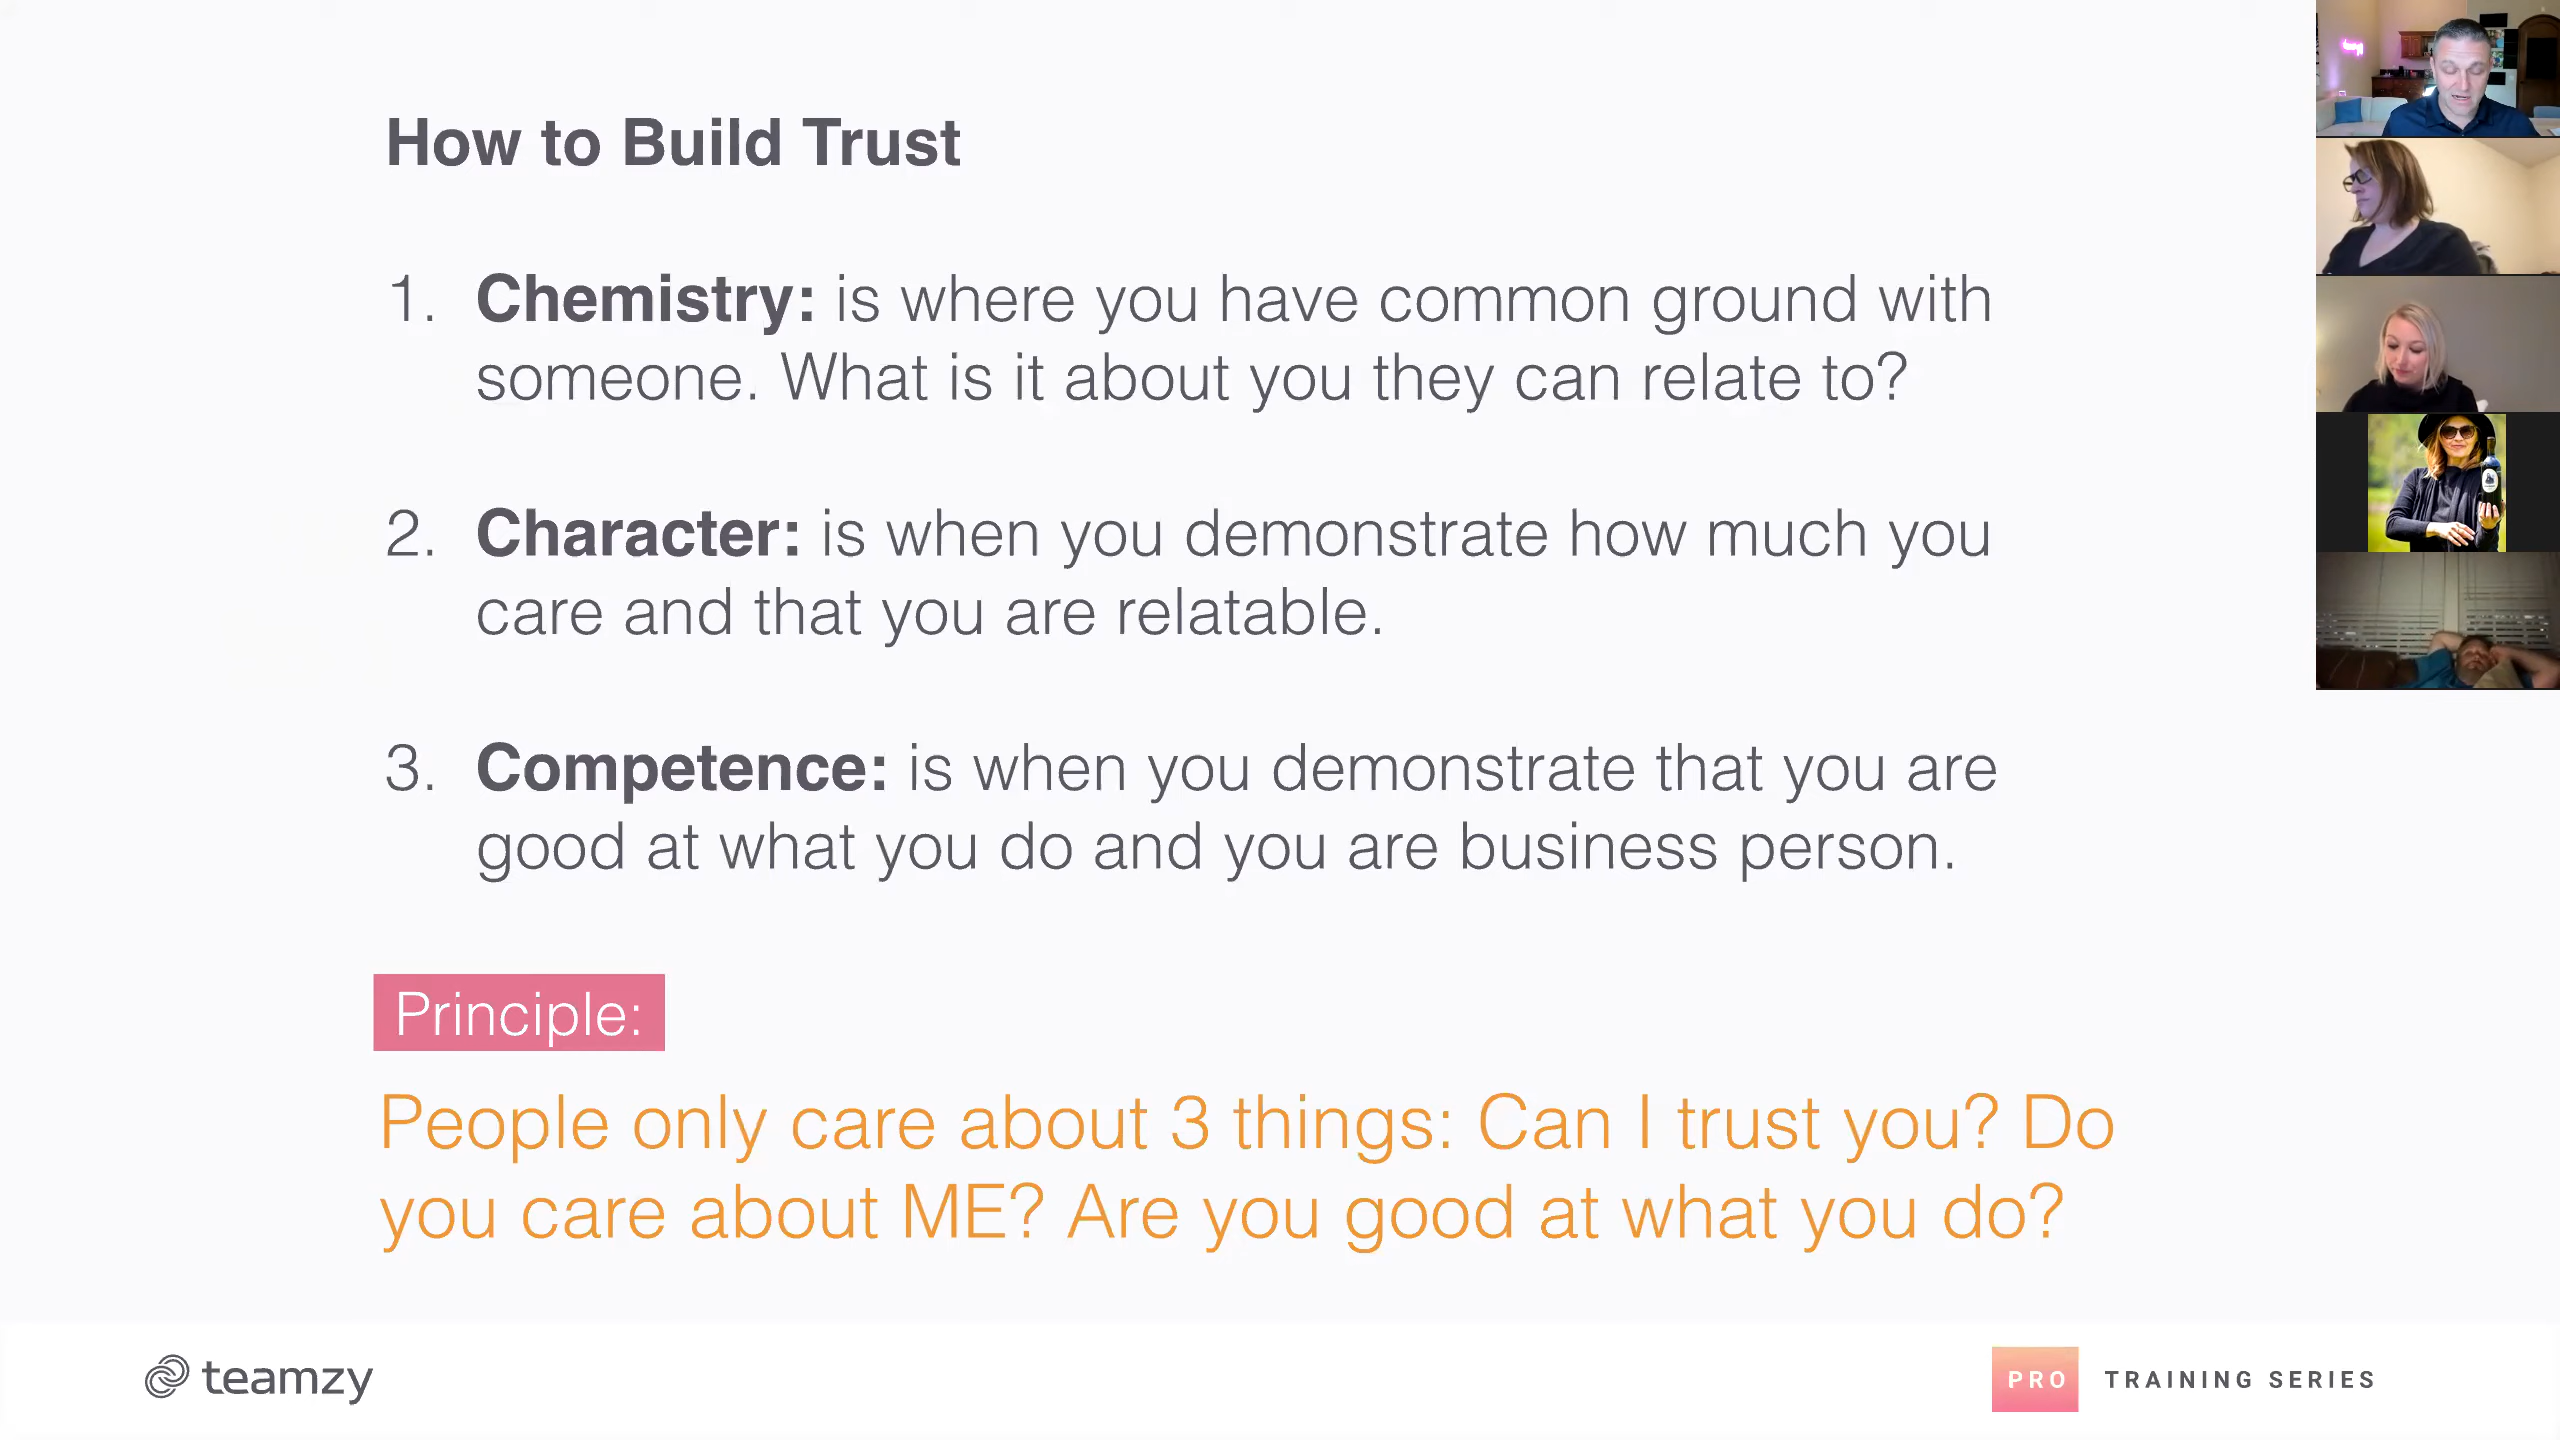 How to Build Trust
1. Chemistry: is where you have common ground with
someone. What is it about you they can relate to?
2. Character: is when you demonstrate how much you
care and that you are relatable.
3. Competence: is when you demonstrate that you are
good at what you do and you are business person.
Principle:
People only care about 3 things: Can I trust you? Do
you care about ME? Are you good at what you do?
teamzy
PRO TRAINING SERIES